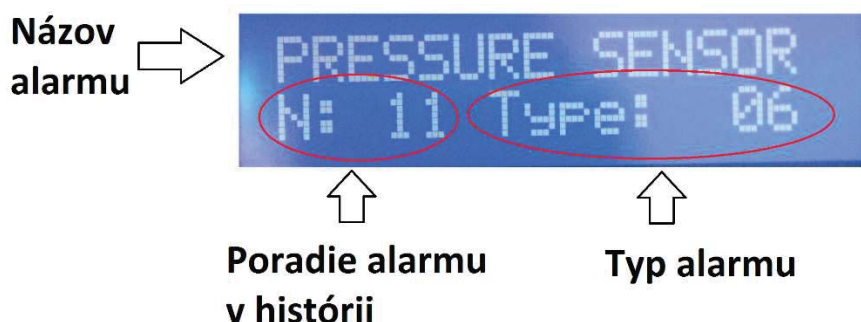 Názov
alarmu
PRESSURE SENSOR
N: 11 Type: 06
Poradie alarmu
v histórii
Typ alarmu